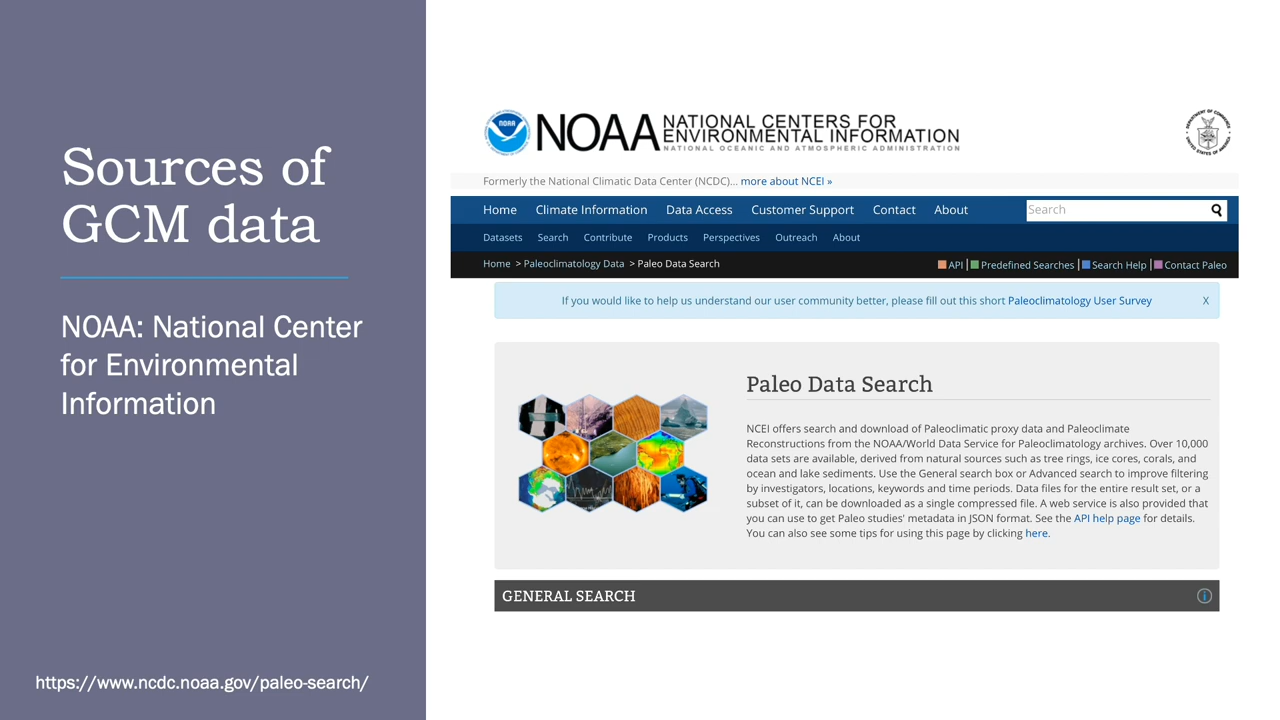 Sources of
GCM data
NOAA: National Center
for Environmental
Information
https://www.ncdc.noaa.gov/paleo-search/
NOAA
NOAA NATIONAL CENTERS FOR
ENVIRONMENTAL INFORMATION
NATIONAL OCEANIC AND ATMOSPHERIC ADMINISTRATION
DEPARTMENT OF COMMERCE
UNITED STATES OF AMERICA
Formerly the National Climatic Data Center (NCDC)... more about NCEI »
Home Climate Information Data Access Customer Support Contact About Search
Datasets Search Contribute Products Perspectives Outreach About
Home > Paleoclimatology Data > Paleo Data Search API | Predefined Searches | Search Help | Contact Paleo
If you would like to help us understand our user community better, please fill out this short Paleoclimatology User Survey X
Paleo Data Search
NCEI offers search and download of Paleoclimatic proxy data and Paleoclimate
Reconstructions from the NOAA/World Data Service for Paleoclimatology archives. Over 10,000
data sets are available, derived from natural sources such as tree rings, ice cores, corals, and
ocean and lake sediments. Use the General search box or Advanced search to improve filtering
by investigators, locations, keywords and time periods. Data files for the entire result set, or a
subset of it, can be downloaded as a single compressed file. A web service is also provided that
you can use to get Paleo studies' metadata in JSON format. See the API help page for details.
You can also see some tips for using this page by clicking here.
GENERAL SEARCH